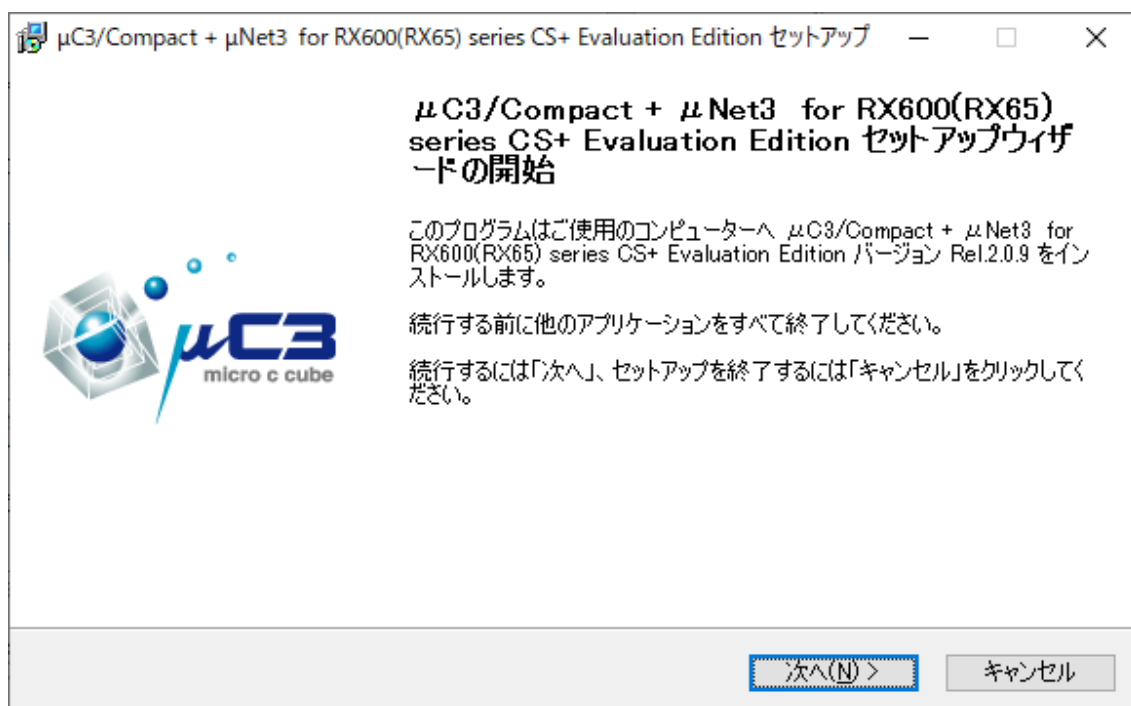 µC3/Compact + µNet3  for RX600(RX65) series CS+ Evaluation Edition セットアップ
μC3/Compact + μNet3  for RX600(RX65)
series CS+ Evaluation Edition セットアップウィザ
ードの開始
このプログラムはご使用のコンピューターへ μC3/Compact + μNet3  for
RX600(RX65) series CS+ Evaluation Edition バージョン Rel.2.0.9 をイン
ストールします。
続行する前に他のアプリケーションをすべて終了してください。
続行するには「次へ」、セットアップを終了するには「キャンセル」をクリックしてく
ださい。
μC3
micro c cube
次へ(N) >
キャンセル